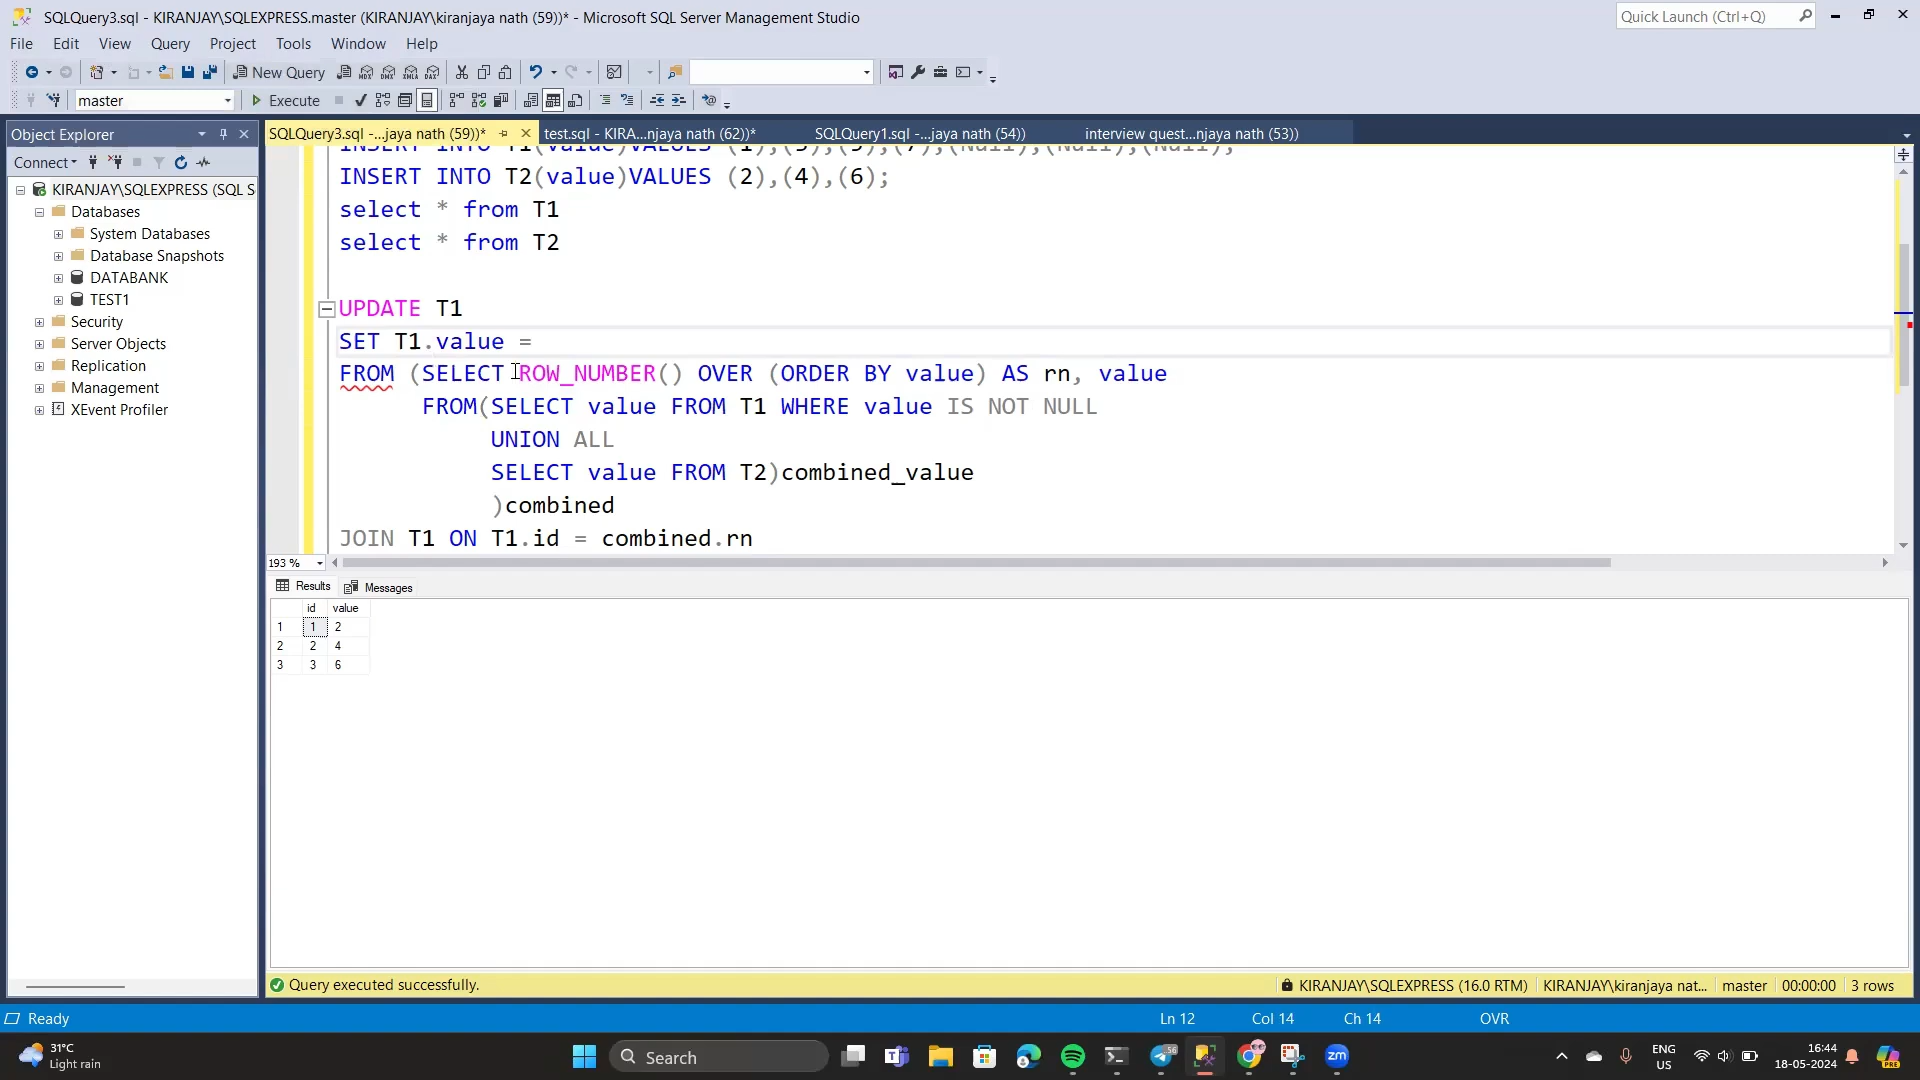 SQLQuery3.sql - KIRANJAY\SQLEXPRESS.master (KIRANJAY\kiranjaya nath (59))* - Microsoft SQL Server Management Studio
Quick Launch (Ctrl+Q)
File Edit View Query Project Tools Window Help
New Query
master Execute
Object Explorer
SQLQuery3.sql -...jaya nath (59))* test.sql - KIRA...njaya nath (62))* SQLQuery1.sql -...jaya nath (54)) interview quest...njaya nath (53))
Connect
KIRANJAY\SQLEXPRESS (SQL S
Databases
System Databases
Database Snapshots
DATABANK
TEST1
Security
Server Objects
Replication
Management
XEvent Profiler
INSERT INTO T2(value)VALUES (2),(4),(6);
select * from T1
select * from T2
UPDATE T1
SET T1.value =
FROM (SELECT ROW_NUMBER() OVER (ORDER BY value) AS rn, value
FROM(SELECT value FROM T1 WHERE value IS NOT NULL
UNION ALL
SELECT value FROM T2)combined_value
)combined
JOIN T1 ON T1.id = combined.rn
193 %
Results Messages
id value
1 1 2
2 2 4
3 3 6
Query executed successfully.
KIRANJAY\SQLEXPRESS (16.0 RTM) KIRANJAY\kiranjaya nat... master 00:00:00 3 rows
Ready Ln 12 Col 14 Ch 14 OVR
31°C
Light rain
Search
56
zm
ENG
US
16:44
18-05-2024
PRE